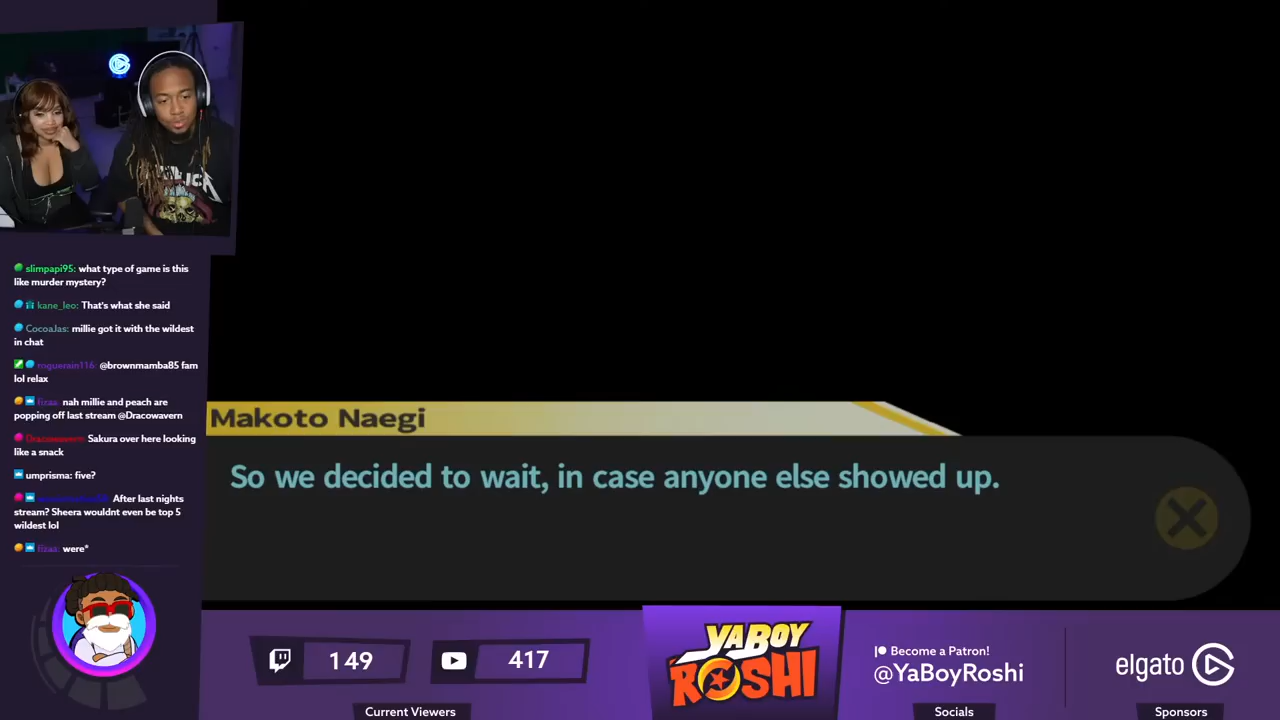 slimpapi95: what type of game is this
like murder mystery?
kane_leo: That's what she said
CocoaJas: millie got it with the wildest
in chat
roguerain116: @brownmamba85 fam
lol relax
firaa: nah millie and peach are
popping off last stream @Dracowavern
Dracowavern: Sakura over here looking
like a snack
umprisma: five?
After last nights
stream? Sheera wouldnt even be top 5
wildest lol
were*
Makoto Naegi
So we decided to wait, in case anyone else showed up.
149
417
Current Viewers
YABOY
ROSHI
Become a Patron!
@YaBoyRoshi
Socials
elgato
Sponsors